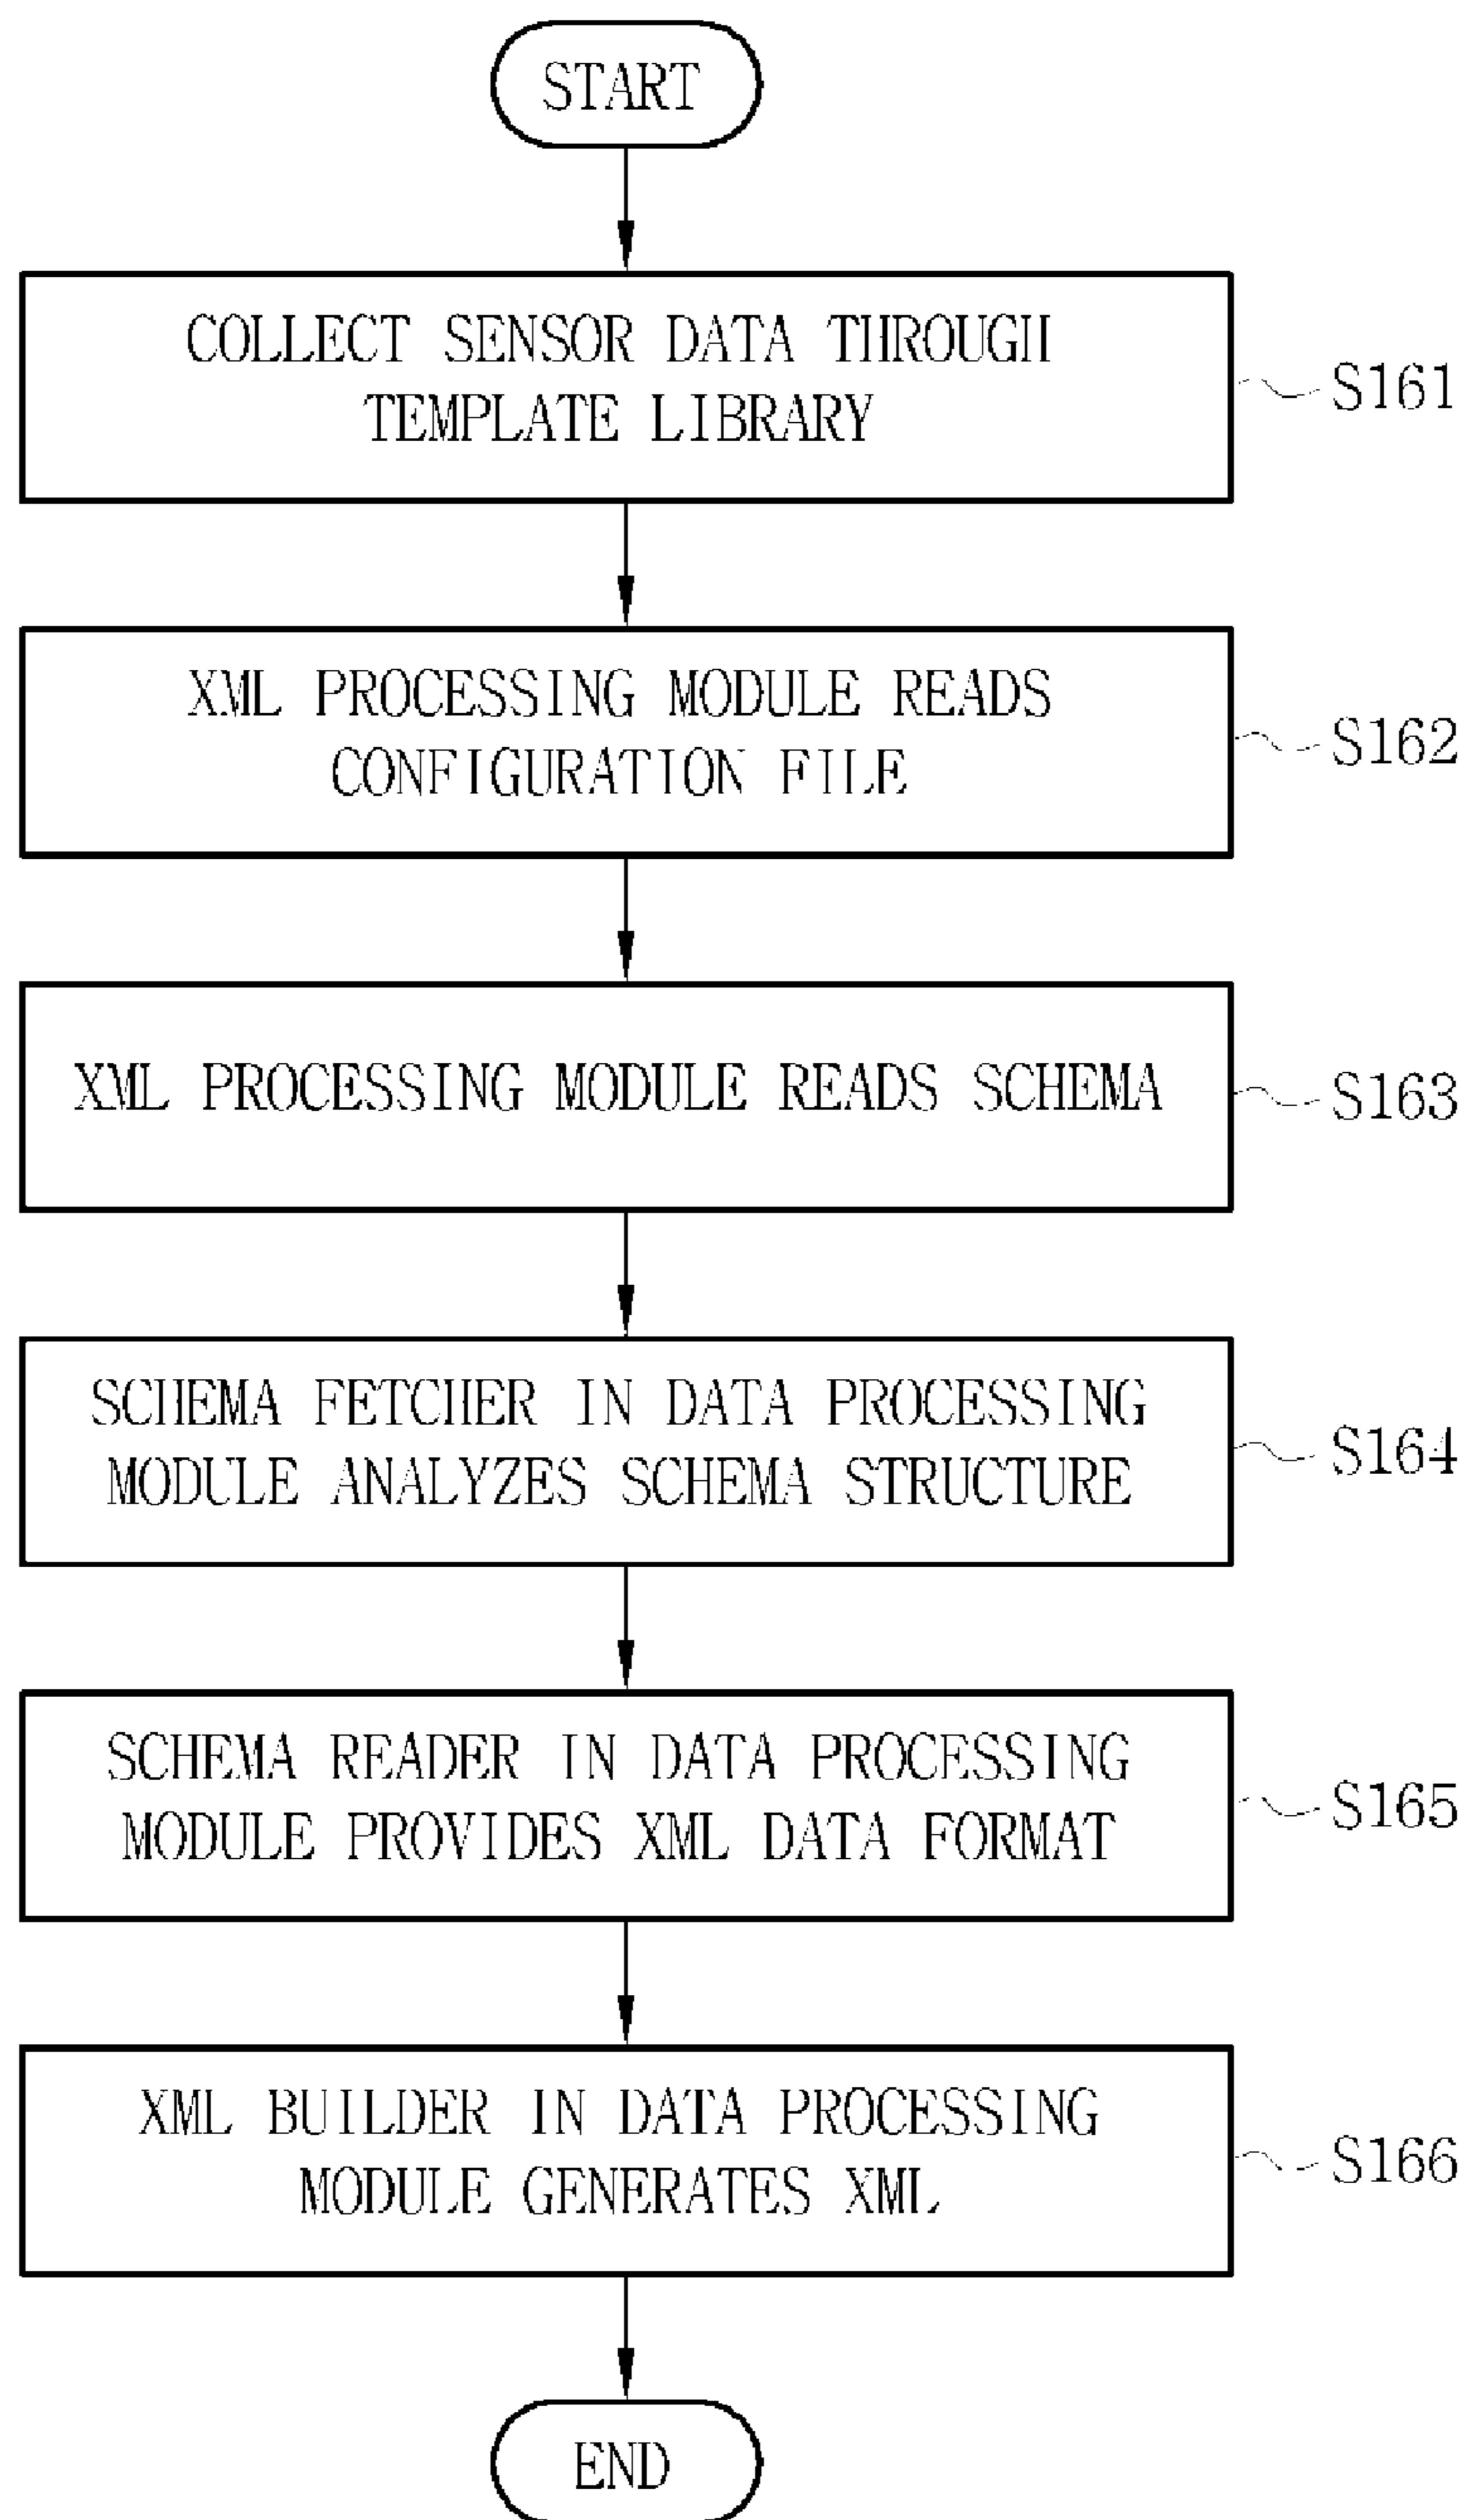 START
COLLECT SENSOR DATA THROUGH
TEMPLATE LIBRARY
S161
XML PROCESSING MODULE READS
CONFIGURATION FILE
S162
XML PROCESSING MODULE READS SCHEMA
S163
SCHEMA FETCHER IN DATA PROCESSING
MODULE ANALYZES SCHEMA STRUCTURE
S164
SCHEMA READER IN DATA PROCESSING
MODULE PROVIDES XML DATA FORMAT
S165
XML BUILDER IN DATA PROCESSING
MODULE GENERATES XML
S166
END